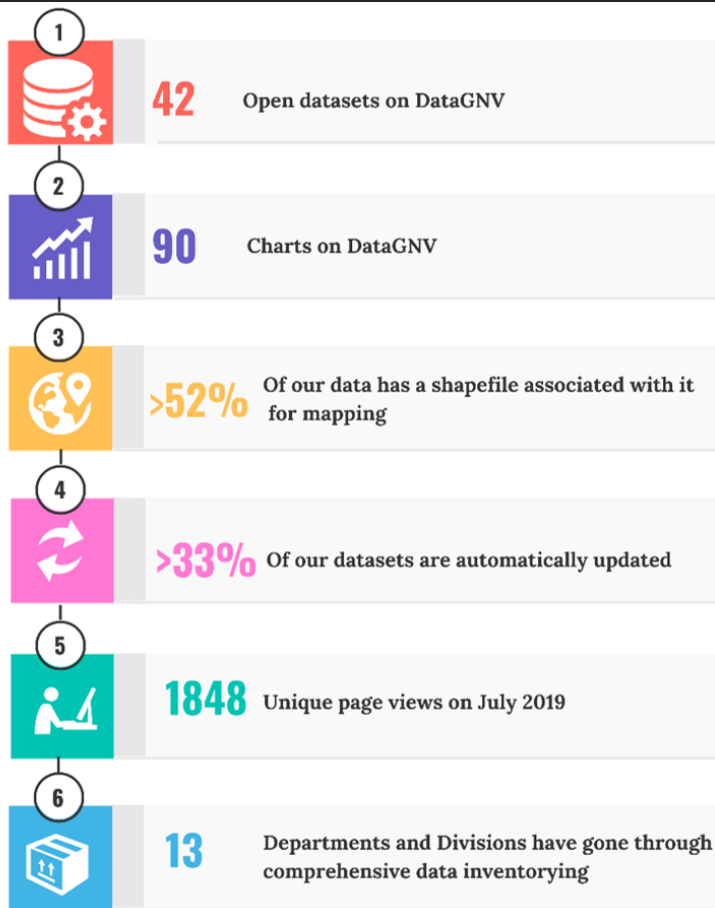 1
42 Open datasets on DataGNV
2
90 Charts on DataGNV
3
>52% Of our data has a shapefile associated with it
for mapping
4
>33% Of our datasets are automatically updated
5
1848 Unique page views on July 2019
6
13 Departments and Divisions have gone through
comprehensive data inventorying